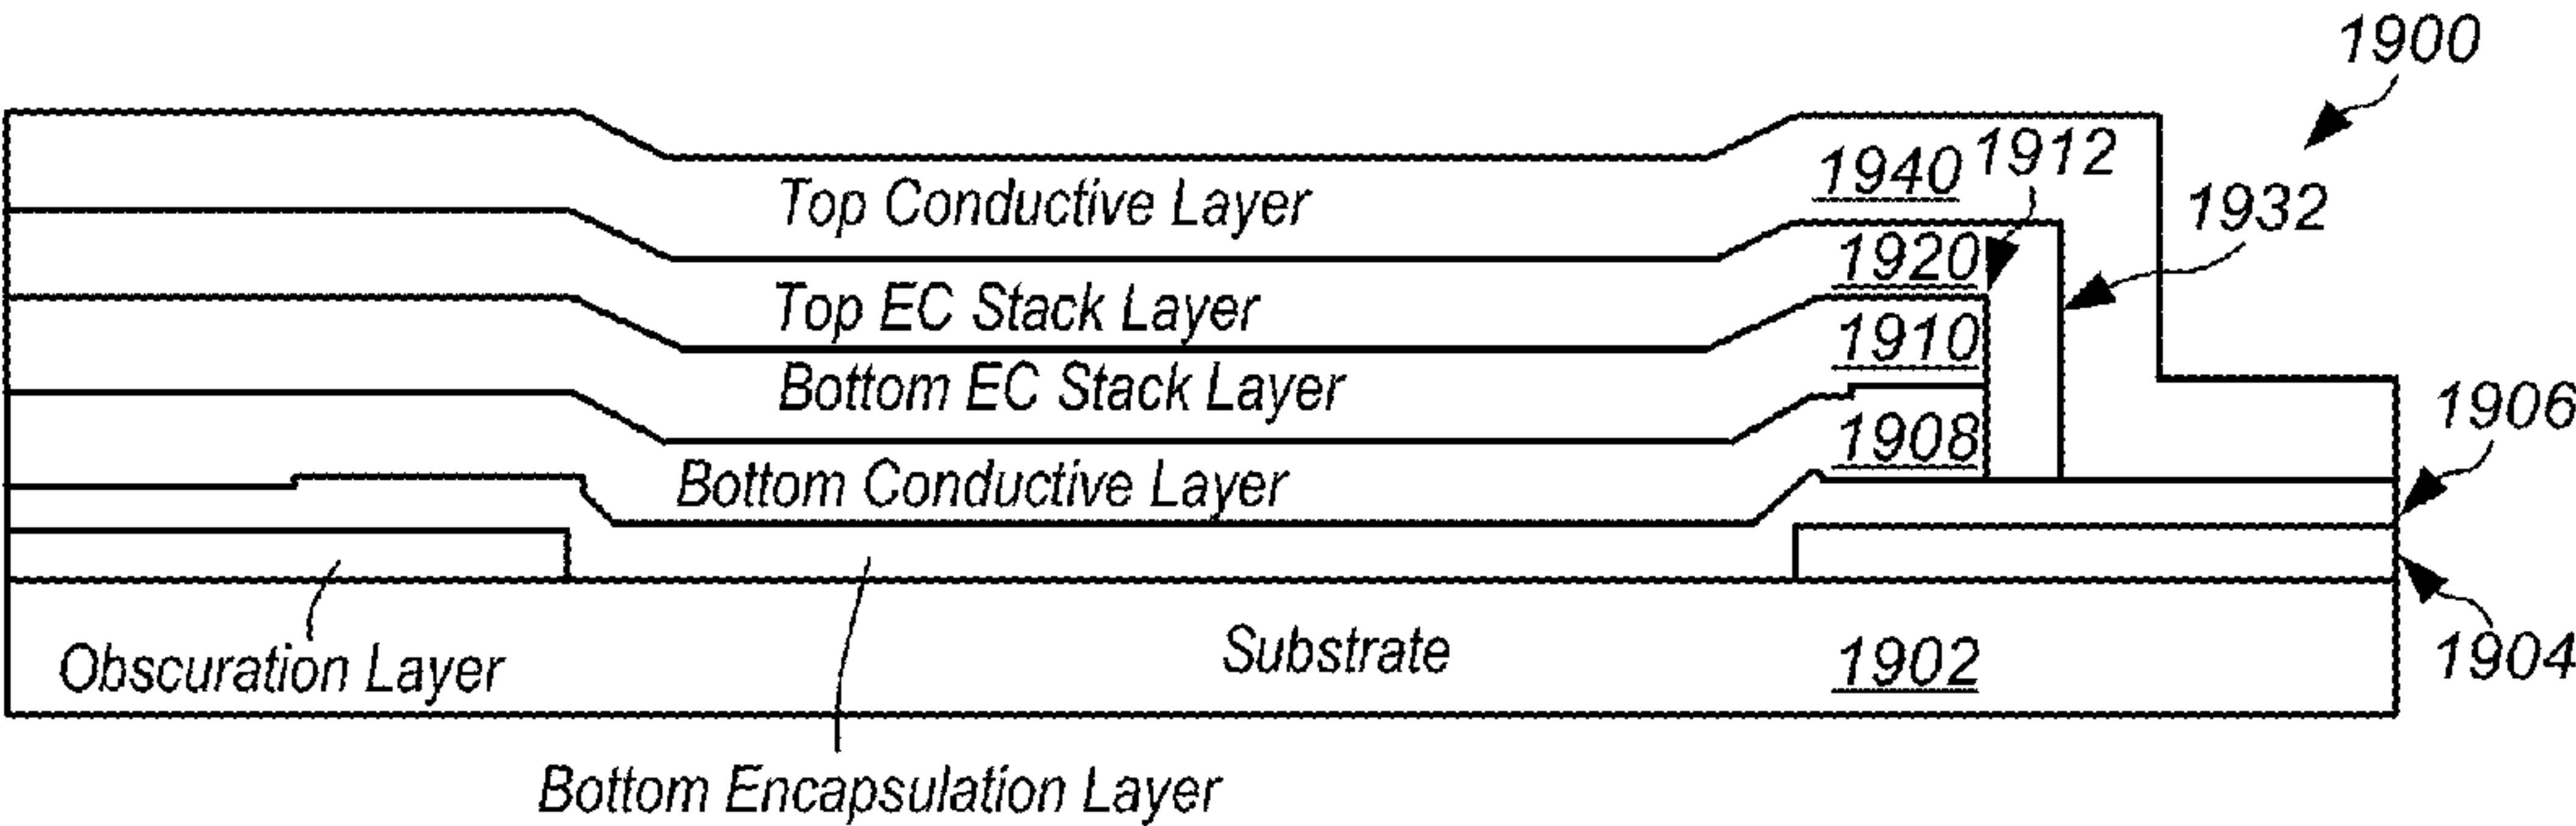 1900
1940 1912
Top Conductive Layer
1932
1920
Top EC Stack Layer
1910
Bottom EC Stack Layer
1906
1908
Bottom Conductive Layer
Obscuration Layer
Substrate
1902
1904
Bottom Encapsulation Layer